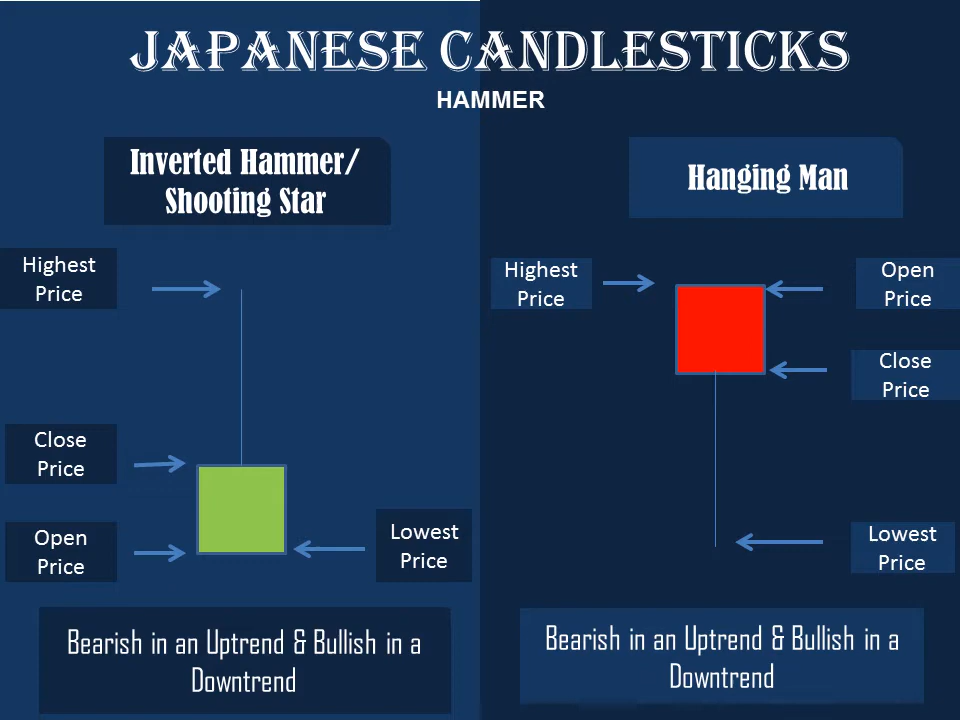 JAPANESE CANDLESTICKS
HAMMER
Inverted Hammer/
Shooting Star
Highest
Price
Close
Price
Open
Price
Lowest
Price
Bearish in an Uptrend & Bullish in a
Downtrend
Hanging Man
Highest
Price
Open
Price
Close
Price
Lowest
Price
Bearish in an Uptrend & Bullish in a
Downtrend